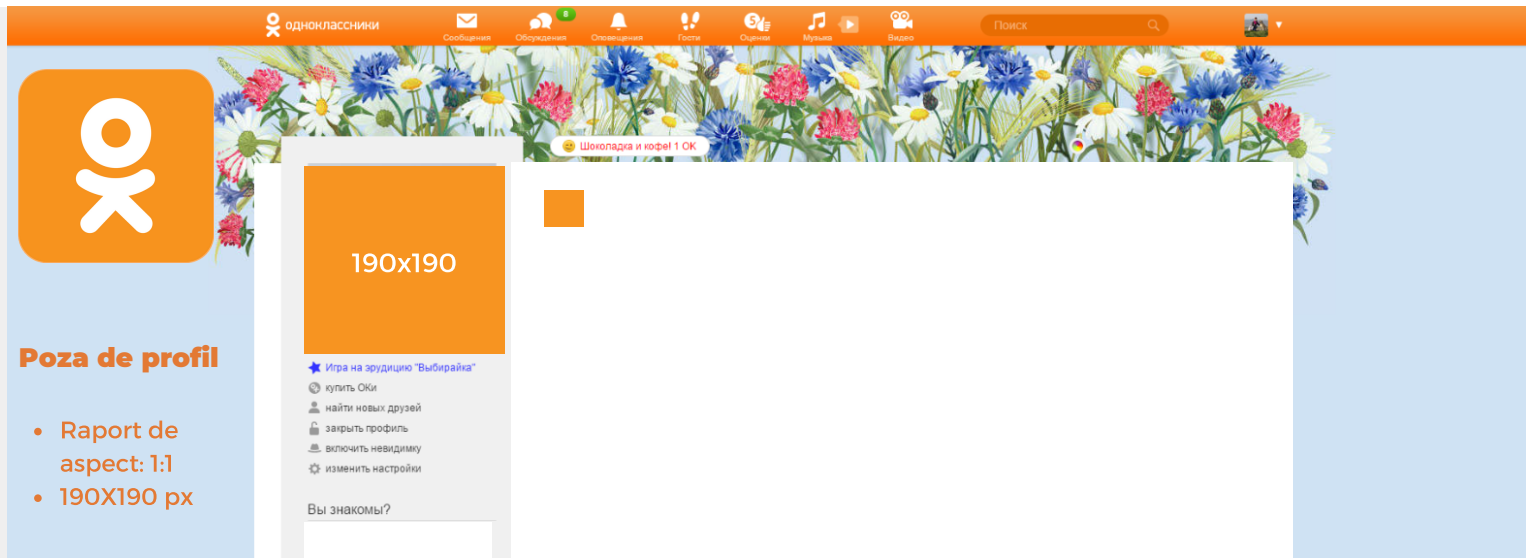 одноклассники
Сообщения
Обсуждения
8
Оповещения
Гости
Оценки
5
Музыка
Видео
Поиск
Шоколадка и кофе! 1 ОК
190x190
Игра на эрудицию "Выбирайка"
купить ОКи
найти новых друзей
закрыть профиль
включить невидимку
изменить настройки
Вы знакомы?
Poza de profil
• Raport de
aspect: 1:1
• 190X190 px